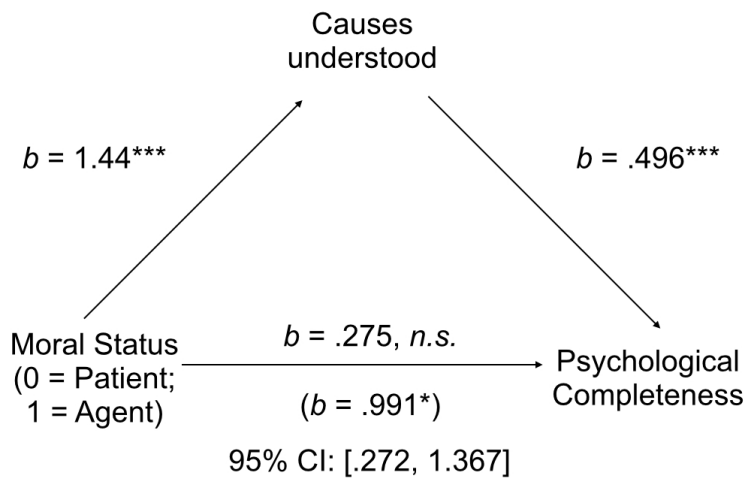 Causes
understood
b = 1.44***
b = .496***
Moral Status
(0 = Patient;
1 = Agent)
b = .275, n.s.
(b = .991*)
95% CI: [.272, 1.367]
Psychological
Completeness